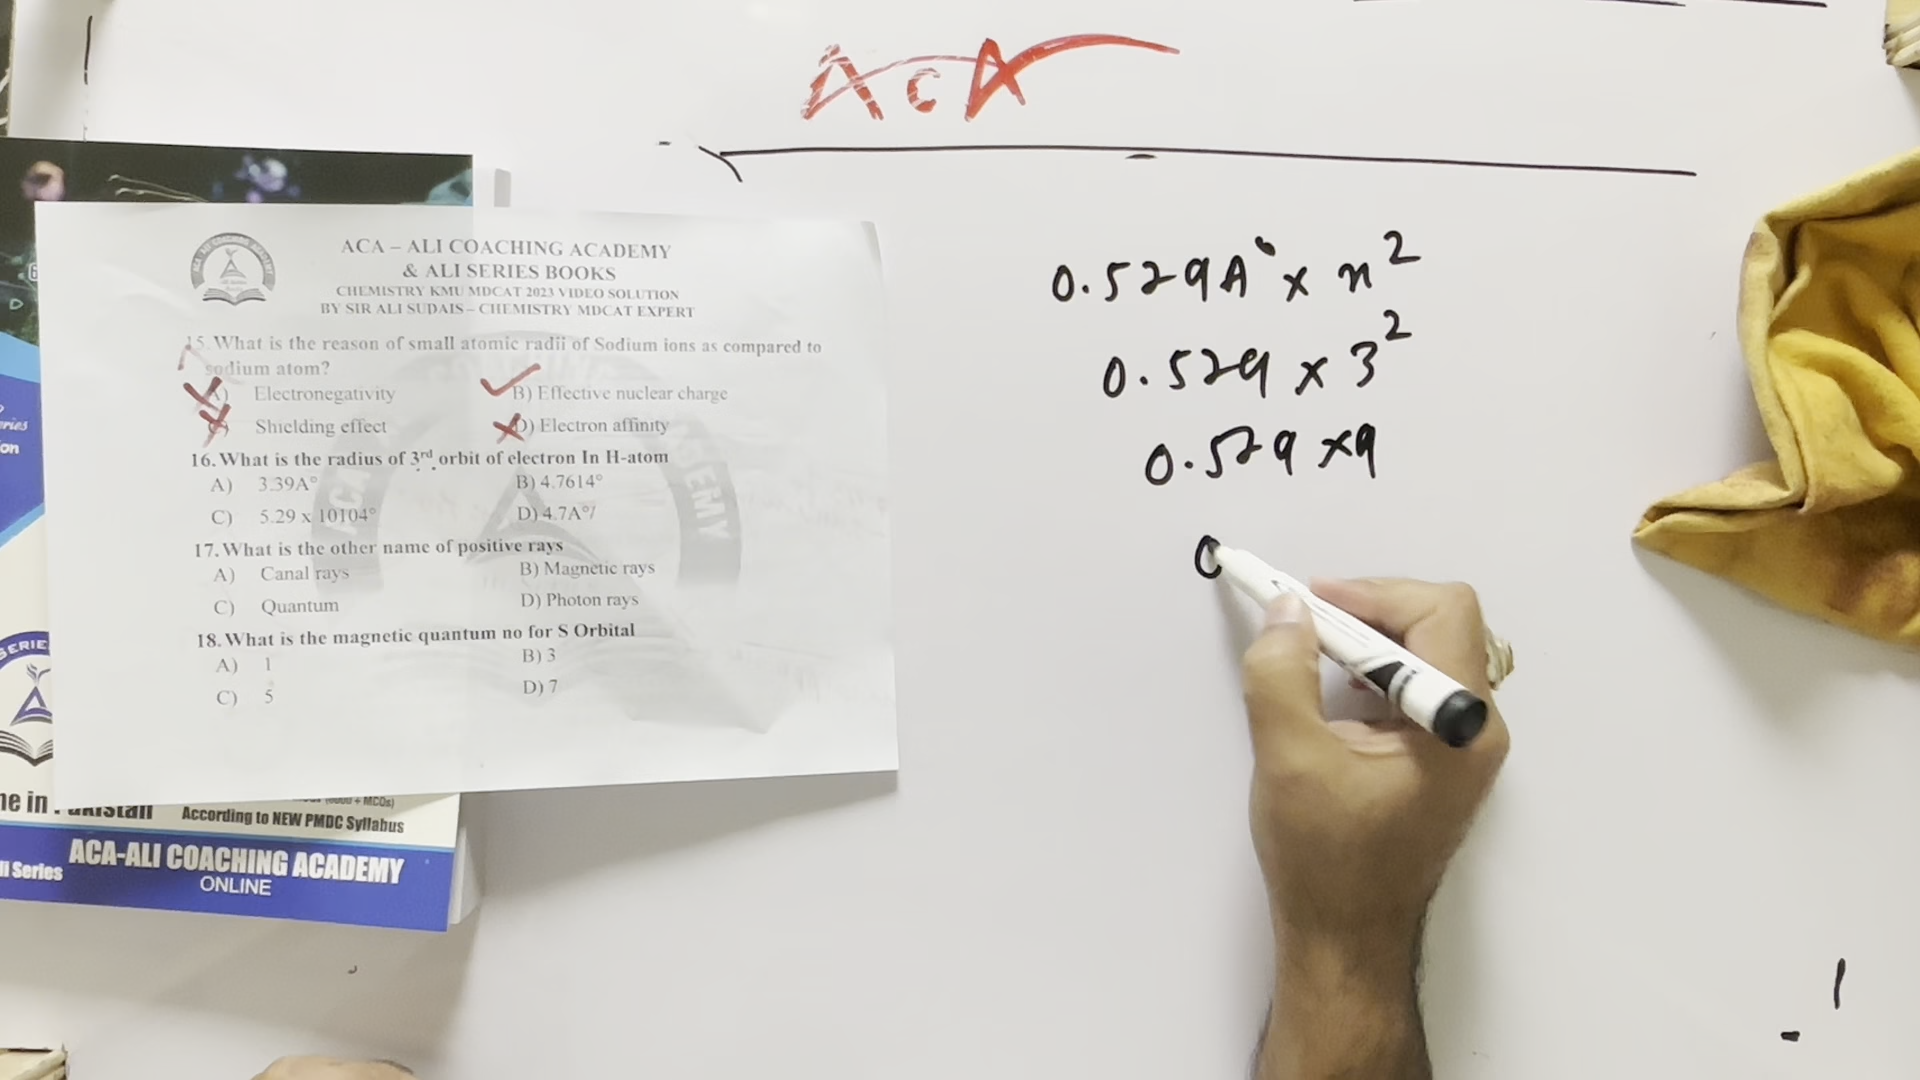 ACA
ACA – ALI COACHING ACADEMY
& ALI SERIES BOOKS
CHEMISTRY KMU MDCAT 2023 VIDEO SOLUTION
BY SIR ALI SUDAIS – CHEMISTRY MDCAT EXPERT
15. What is the reason of small atomic radii of Sodium ions as compared to
sodium atom?
A) Electronegativity B) Effective nuclear charge
C) Shielding effect D) Electron affinity
16. What is the radius of 3rd orbit of electron In H-atom
A) 3.39A° B) 4.7614°
C) 5.29 x 10104° D) 4.7A°/
17. What is the other name of positive rays
A) Canal rays B) Magnetic rays
C) Quantum D) Photon rays
18. What is the magnetic quantum no for S Orbital
A) 1 B) 3
C) 5 D) 7
0.529A° x n²
0.529 x 3²
0.529 x 9
0
SERIE
ne in Pakistan
According to NEW PMDC Syllabus
li Series
ACA-ALI COACHING ACADEMY
ONLINE